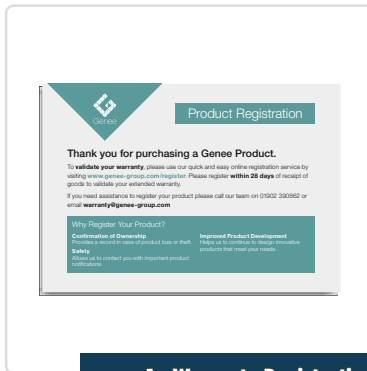 Genee
Product Registration
Thank you for purchasing a Genee Product.
To validate your warranty, please use our quick and easy online registration service by
visiting www.genee-group.com/register. Please register within 28 days of receipt of
goods to validate your extended warranty.
If you need assistance to register your product please call our team on 01902 390862 or
email warranty@genee-group.com
Why Register Your Product?
Confirmation of Ownership
Provides a record in case of product loss or theft.
Safety
Allows us to contact you with important product
notifications.
Improved Product Development
Helps us to continue to design innovative
products that meet your needs.